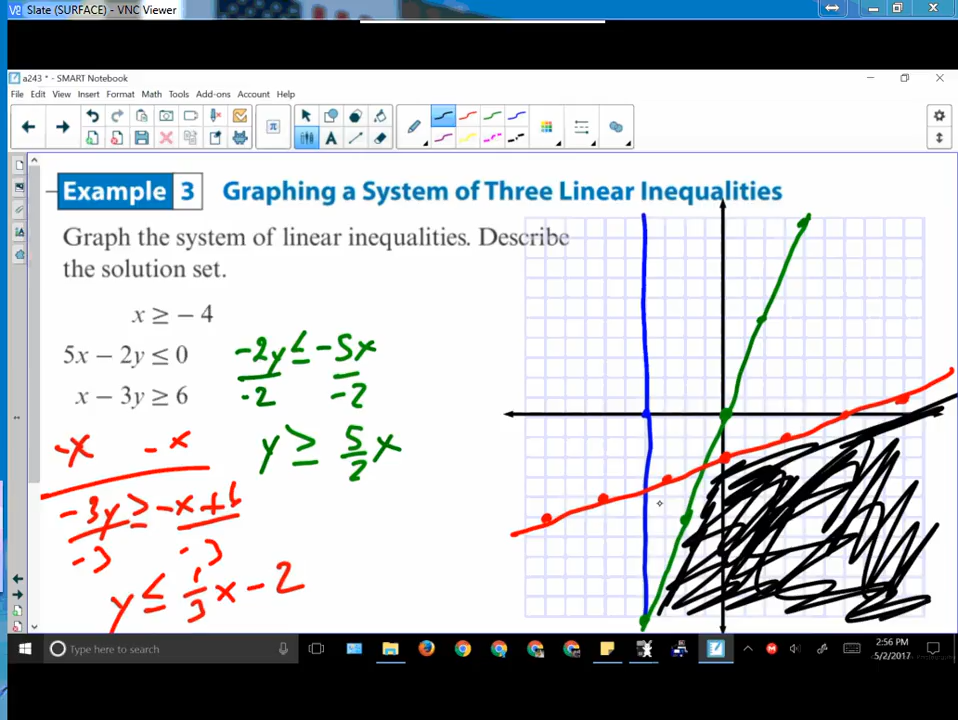 Slate (SURFACE) - VNC Viewer
a243 * - SMART Notebook
File Edit View Insert Format Math Tools Add-ons Account Help
Example 3 Graphing a System of Three Linear Inequalities
Graph the system of linear inequalities. Describe
the solution set.
x ≥ −4
5x − 2y ≤ 0
x − 3y ≥ 6
-2y ≤ -5x
-2 -2
y ≥ 5/2 x
-x -x
-3y ≥ -x+6
-3 -3
y ≤ 1/3 x - 2
Type here to search
2:56 PM
5/2/2017